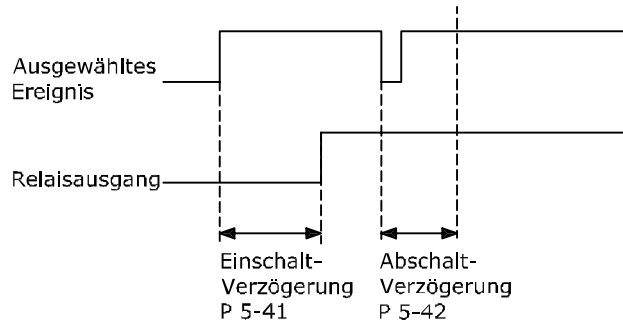 Ausgewähltes
Ereignis
Relaisausgang
Einschalt-
Verzögerung
P 5-41
Abschalt-
Verzögerung
P 5-42